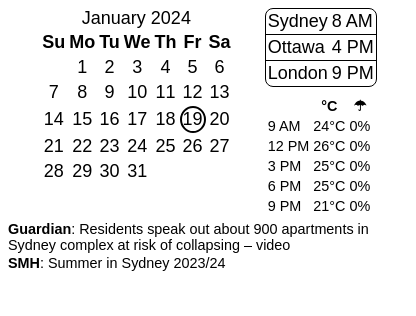 January 2024
Su Mo Tu We Th Fr Sa
1 2 3 4 5 6
7 8 9 10 11 12 13
14 15 16 17 18 19 20
21 22 23 24 25 26 27
28 29 30 31
Sydney 8 AM
Ottawa 4 PM
London 9 PM
°C ☂
9 AM 24°C 0%
12 PM 26°C 0%
3 PM 25°C 0%
6 PM 25°C 0%
9 PM 21°C 0%
Guardian: Residents speak out about 900 apartments in
Sydney complex at risk of collapsing – video
SMH: Summer in Sydney 2023/24